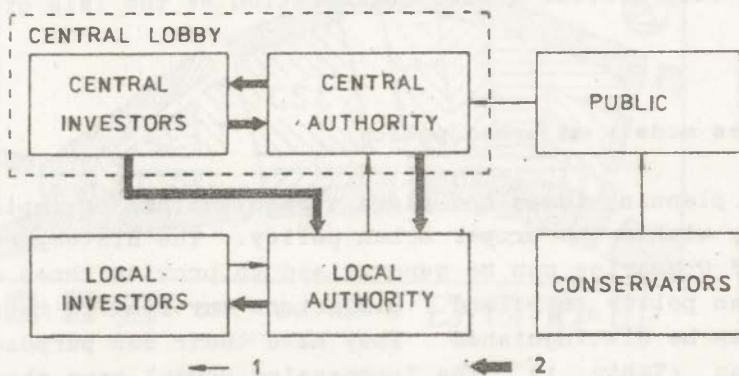 CENTRAL LOBBY
CENTRAL
INVESTORS
CENTRAL
AUTHORITY
PUBLIC
LOCAL
INVESTORS
LOCAL
AUTHORITY
CONSERVATORS
1
2